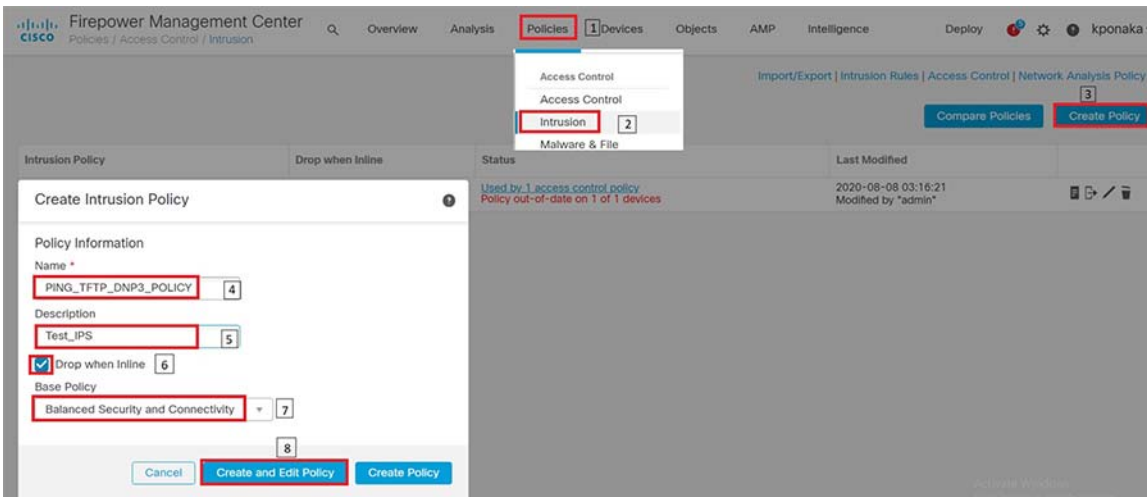 CISCO
Firepower Management Center
Policies / Access Control / Intrusion
Overview
Analysis
Policies
1
Devices
Objects
AMP
Intelligence
Deploy
kponaka
Access Control
Access Control
Intrusion
2
Malware & File
Import/Export | Intrusion Rules | Access Control | Network Analysis Policy
3
Compare Policies
Create Policy
Intrusion Policy
Drop when Inline
Status
Last Modified
Used by 1 access control policy
Policy out-of-date on 1 of 1 devices
2020-08-08 03:16:21
Modified by "admin"
Create Intrusion Policy
Policy Information
Name *
PING_TFTP_DNP3_POLICY
4
Description
Test_IPS
5
Drop when Inline
6
Base Policy
Balanced Security and Connectivity
7
8
Cancel
Create and Edit Policy
Create Policy
Activate Windows